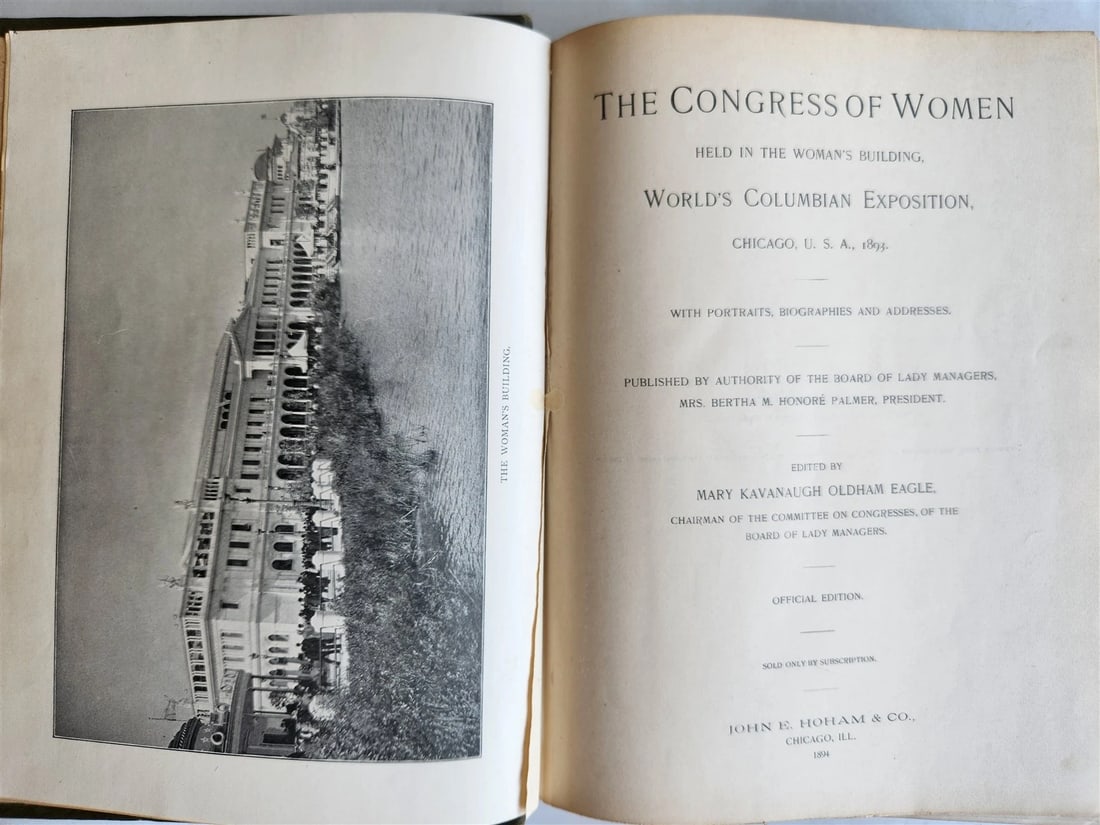 THE WOMAN'S BUILDING.
THE CONGRESS OF WOMEN
HELD IN THE WOMAN'S BUILDING,
WORLD'S COLUMBIAN EXPOSITION,
CHICAGO, U. S. A., 1893.
WITH PORTRAITS, BIOGRAPHIES AND ADDRESSES.
PUBLISHED BY AUTHORITY OF THE BOARD OF LADY MANAGERS,
MRS. BERTHA M. HONORÉ PALMER, PRESIDENT.
EDITED BY
MARY KAVANAUGH OLDHAM EAGLE,
CHAIRMAN OF THE COMMITTEE ON CONGRESSES, OF THE
BOARD OF LADY MANAGERS.
OFFICIAL EDITION.
SOLD ONLY BY SUBSCRIPTION.
JOHN E. HOHAM & CO.,
CHICAGO, ILL.
1894